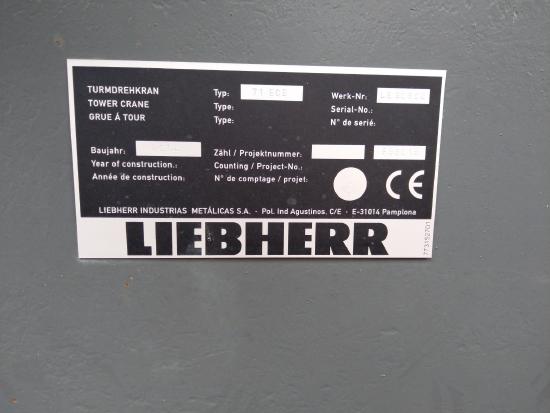 TURMDREHKRAN
TOWER CRANE
GRUE Á TOUR
Typ:
Type:
Type:
Werk-Nr:
Serial-No.:
N° de serié:
Baujahr:
Year of construction.:
Année de construction:
Zähl / Projektnummer:
Counting / Project-No.:
N° de comptage / projet:
CE
LIEBHERR INDUSTRIAS METÁLICAS S.A. · Pol. Ind Agustinos, C/E · E-31014 Pamplona
LIEBHERR
773152701